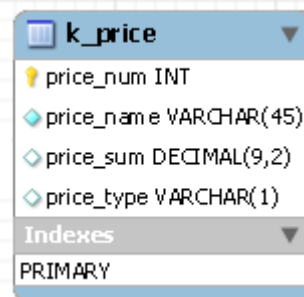 k_price
price_num INT
price_name VARCHAR(45)
price_sum DECIMAL(9,2)
price_type VARCHAR(1)
Indexes
PRIMARY